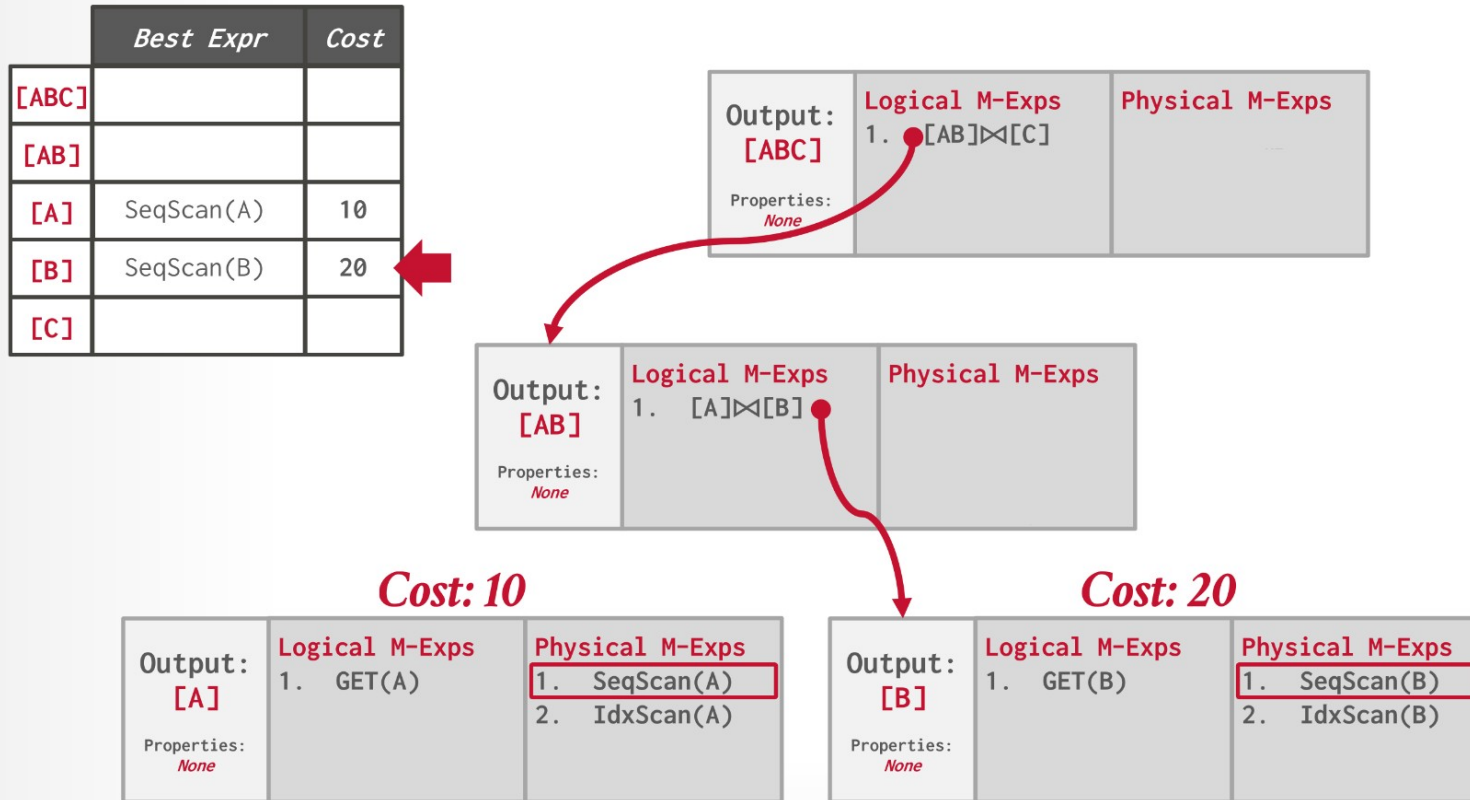 Best Expr Cost
[ABC]
[AB]
[A] SeqScan(A) 10
[B] SeqScan(B) 20
[C]
Output:
[ABC]
Properties:
None
Logical M-Exps
1. [AB]⋈[C]
Physical M-Exps
Output:
[AB]
Properties:
None
Logical M-Exps
1. [A]⋈[B]
Physical M-Exps
Cost: 10
Output:
[A]
Properties:
None
Logical M-Exps
1. GET(A)
Physical M-Exps
1. SeqScan(A)
2. IdxScan(A)
Cost: 20
Output:
[B]
Properties:
None
Logical M-Exps
1. GET(B)
Physical M-Exps
1. SeqScan(B)
2. IdxScan(B)